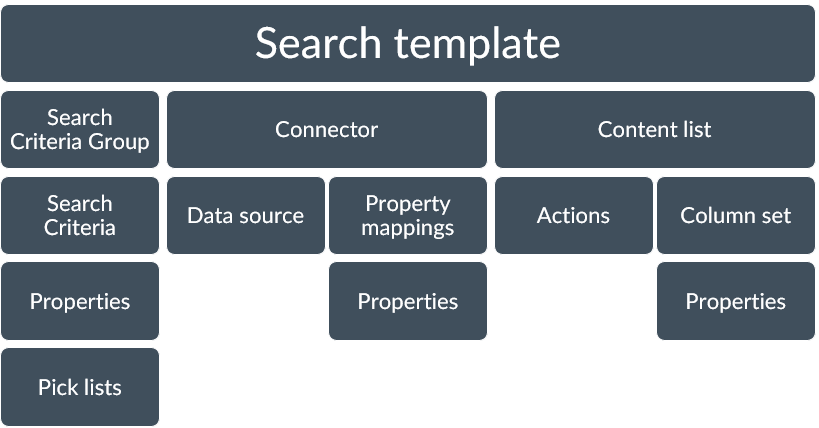 Search template
Search
Criteria Group
Connector
Content list
Search
Criteria
Data source
Property
mappings
Actions
Column set
Properties
Properties
Properties
Pick lists